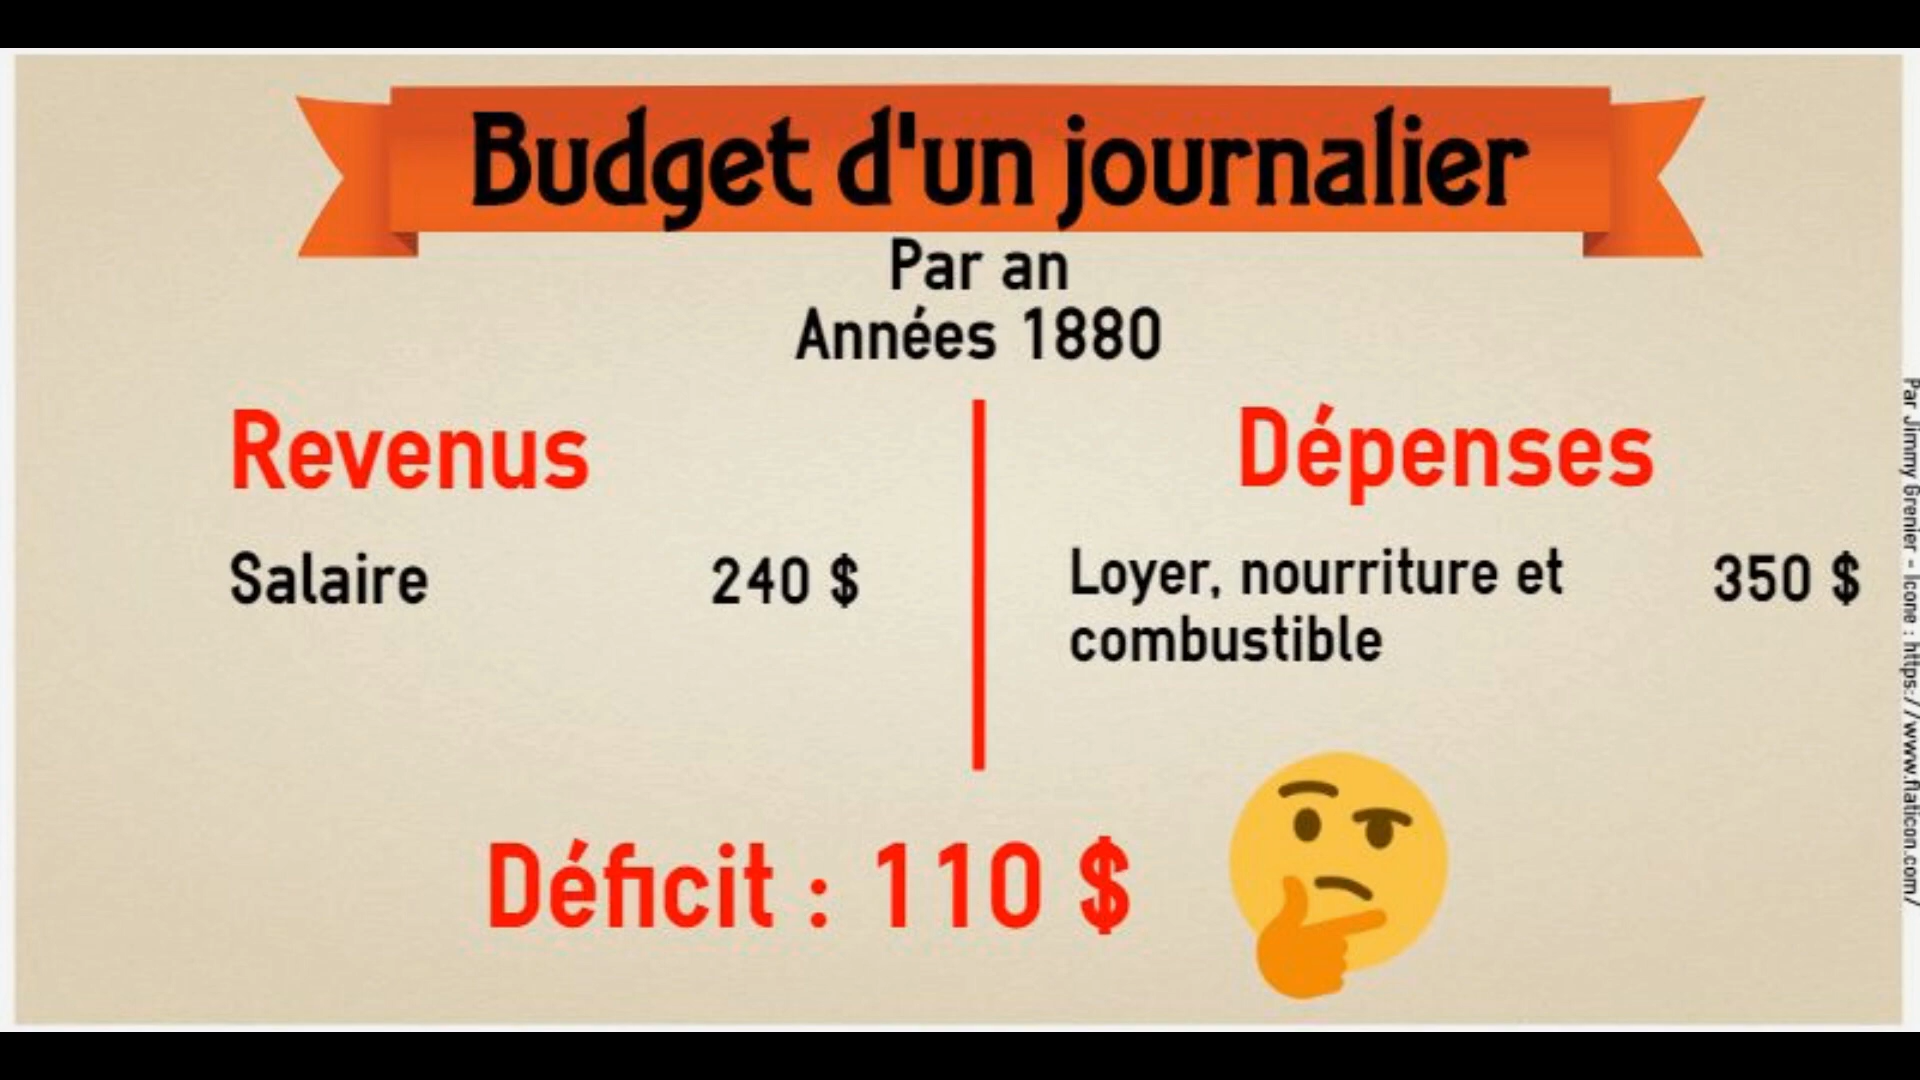 Budget d'un journalier
Par an
Années 1880
Revenus
Salaire 240 $
Dépenses
Loyer, nourriture et 350 $
combustible
Déficit : 110 $
Par Jimmy Grenier - Icone : https://www.flaticon.com/